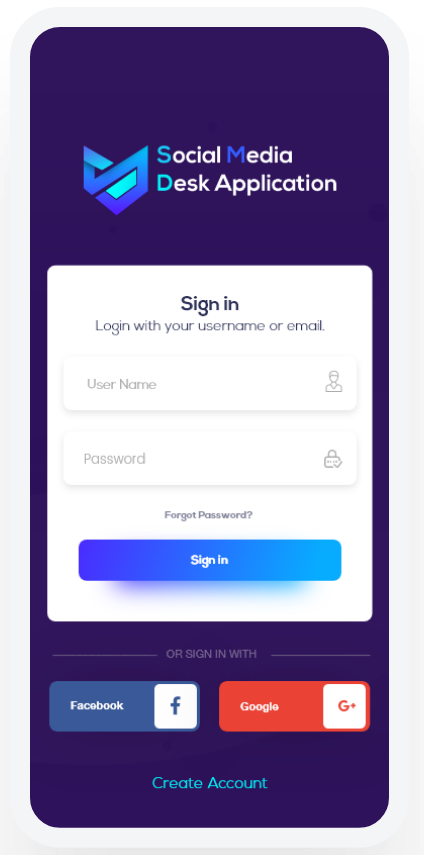 Social Media
Desk Application
Sign in
Login with your username or email.
User Name
Password
Forgot Password?
Sign in
OR SIGN IN WITH
Facebook
f
Google
G+
Create Account